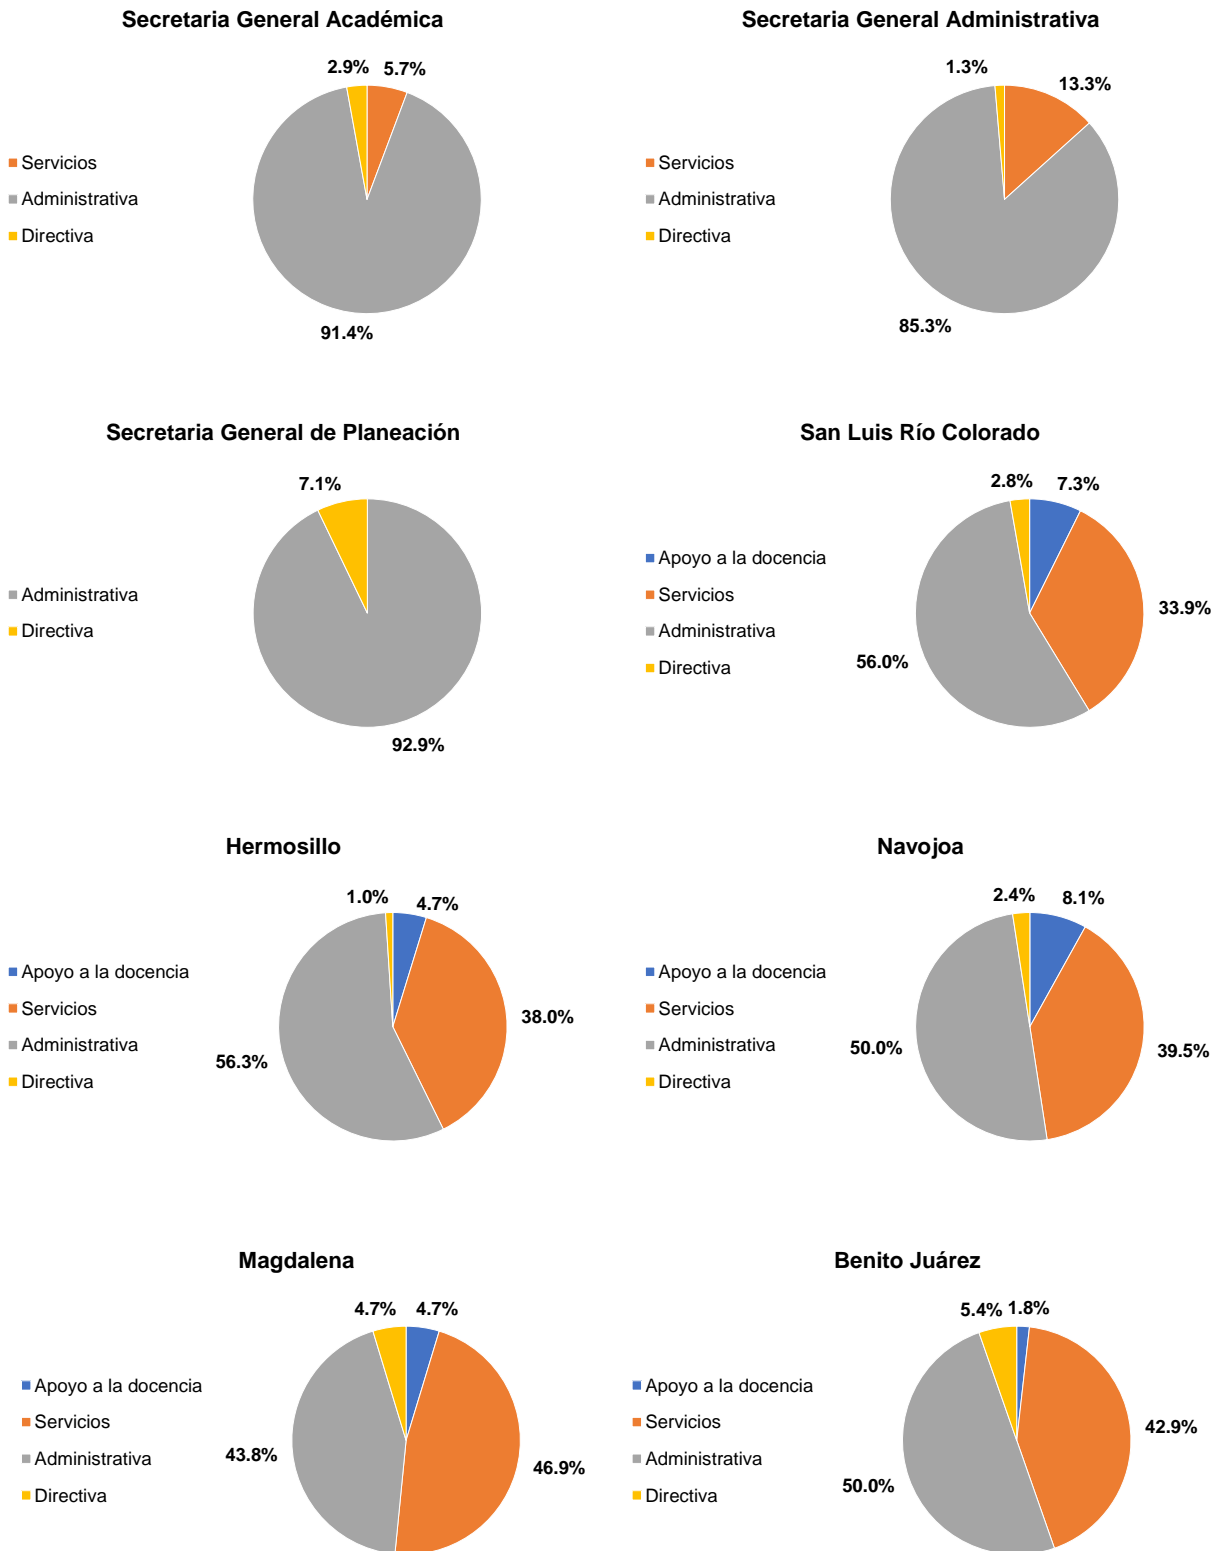 Secretaria General Académica
2.9%
5.7%
Servicios
Administrativa
Directiva
91.4%
Secretaria General Administrativa
1.3%
13.3%
Servicios
Administrativa
Directiva
85.3%
Secretaria General de Planeación
7.1%
Administrativa
Directiva
92.9%
San Luis Río Colorado
2.8%
7.3%
Apoyo a la docencia
Servicios
Administrativa
Directiva
33.9%
56.0%
Hermosillo
1.0%
4.7%
Apoyo a la docencia
Servicios
Administrativa
Directiva
38.0%
56.3%
Navojoa
2.4%
8.1%
Apoyo a la docencia
Servicios
Administrativa
Directiva
50.0%
39.5%
Magdalena
4.7%
4.7%
Apoyo a la docencia
Servicios
Administrativa
Directiva
43.8%
46.9%
Benito Juárez
5.4%
1.8%
Apoyo a la docencia
Servicios
Administrativa
Directiva
42.9%
50.0%